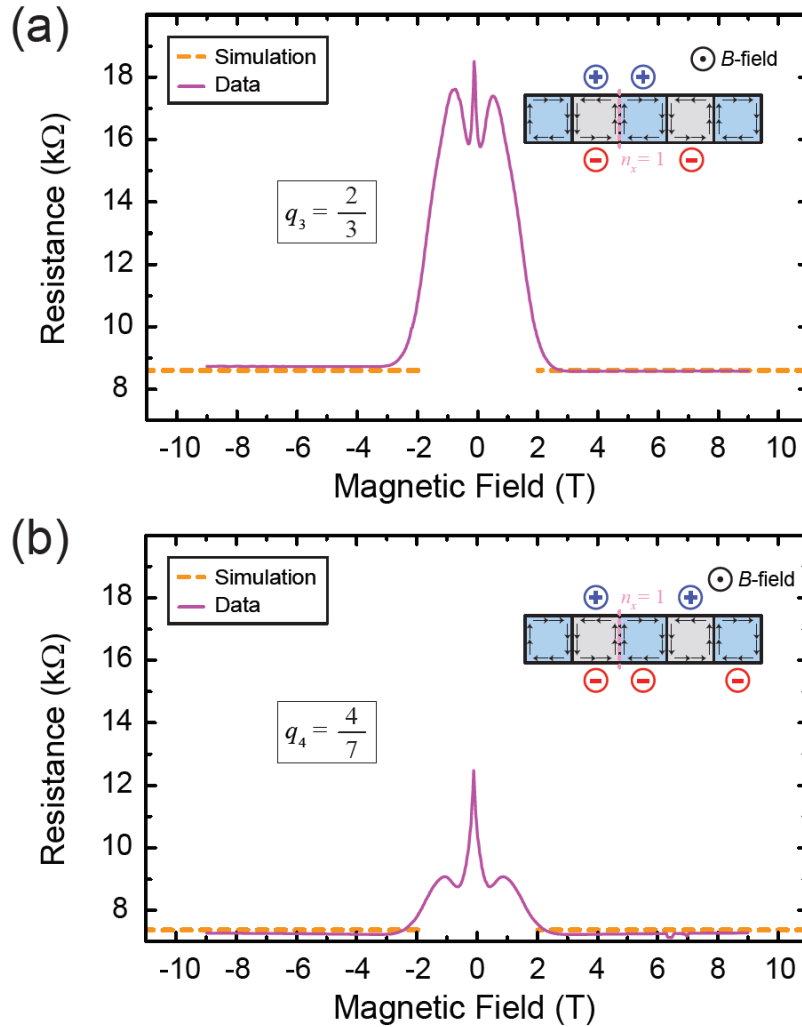 (a)
Simulation
Data
B-field
+ +
− nₓ = 1 −
q₃ = 2/3
Resistance (kΩ)
18
16
14
12
10
8
-10 -8 -6 -4 -2 0 2 4 6 8 10
Magnetic Field (T)
(b)
Simulation
Data
B-field
+ nₓ = 1 +
− − −
q₄ = 4/7
Resistance (kΩ)
18
16
14
12
10
8
-10 -8 -6 -4 -2 0 2 4 6 8 10
Magnetic Field (T)